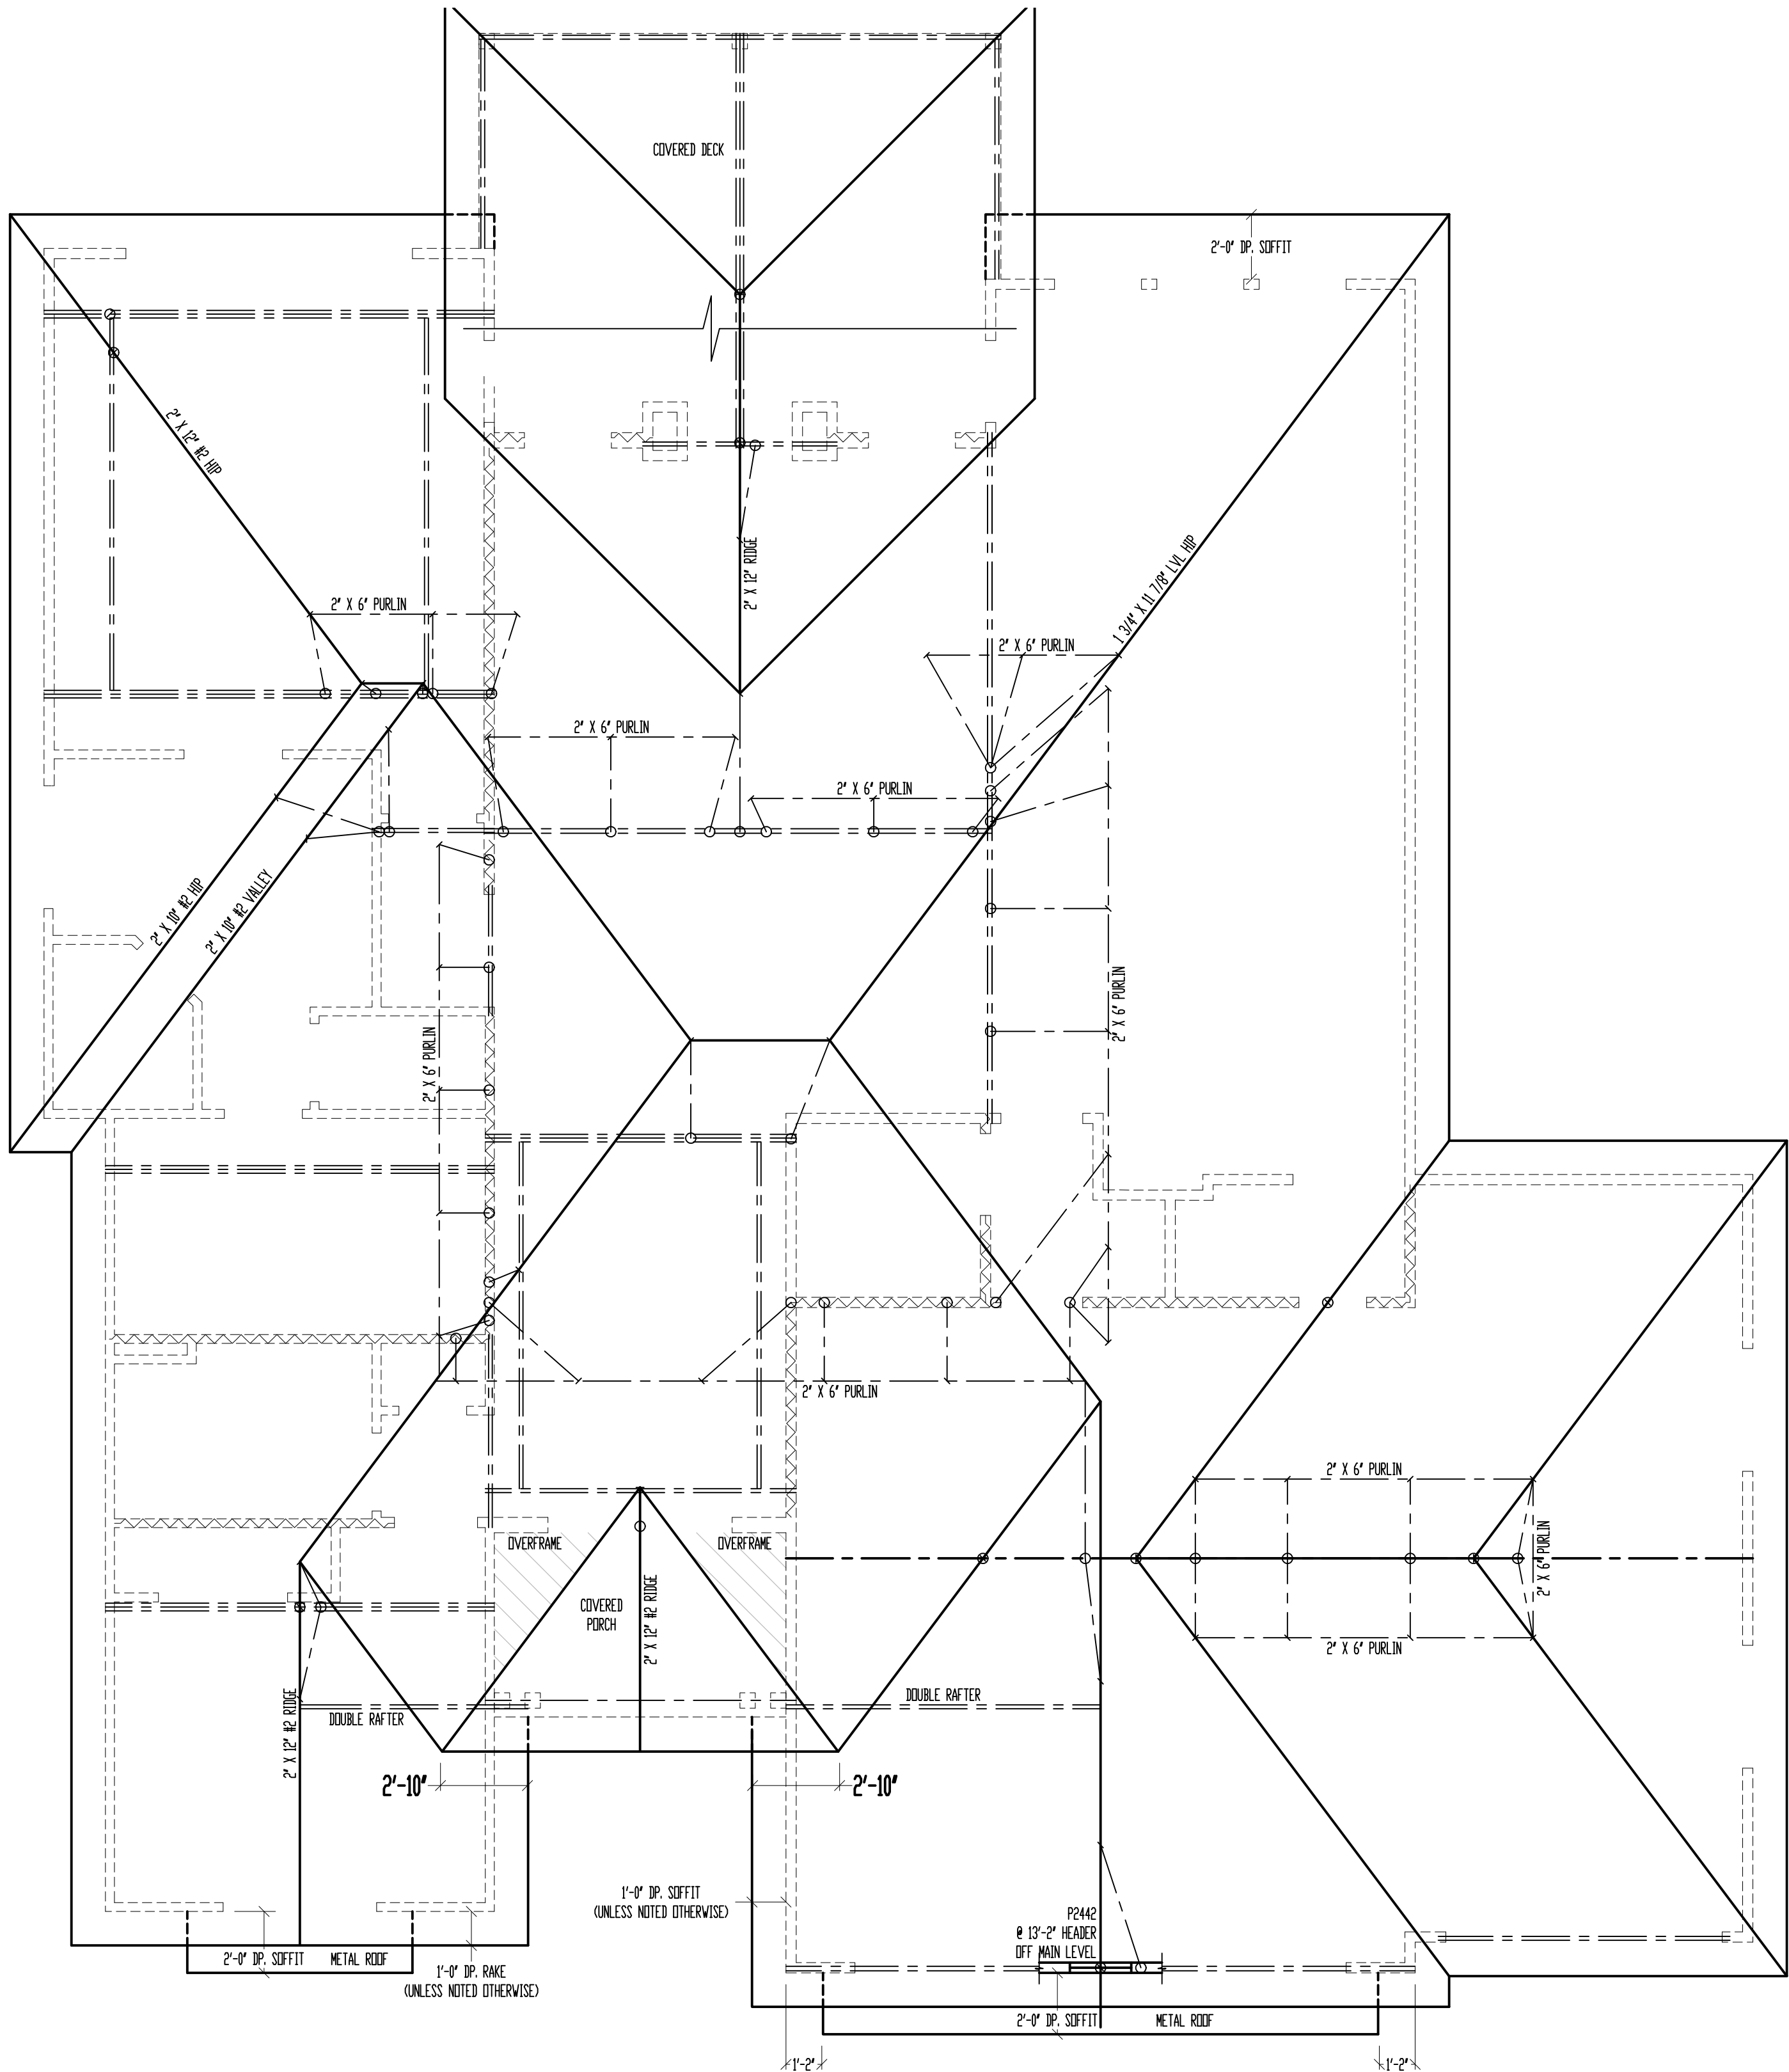 COVERED DECK
2'-0" DP. SOFFIT
2" X 12" #2 HIP
2" X 12" RIDGE
1 3/4" X 11 7/8" LVL HIP
2" X 6" PURLIN
2" X 6" PURLIN
2" X 6" PURLIN
2" X 6" PURLIN
2" X 10" #2 HIP
2" X 10" #2 VALLEY
2" X 6" PURLIN
2" X 6" PURLIN
2" X 6" PURLIN
2" X 6" PURLIN
2" X 6" PURLIN
2" X 6" PURLIN
OVERFRAME
OVERFRAME
COVERED
PORCH
2" X 12" #2 RIDGE
2" X 12" #2 RIDGE
DOUBLE RAFTER
DOUBLE RAFTER
2'-10"
2'-10"
1'-0" DP. SOFFIT
(UNLESS NOTED OTHERWISE)
P2442
@ 13'-2" HEADER
OFF MAIN LEVEL
2'-0" DP. SOFFIT
METAL ROOF
1'-0" DP. RAKE
(UNLESS NOTED OTHERWISE)
2'-0" DP. SOFFIT
METAL ROOF
1'-2"
1'-2"